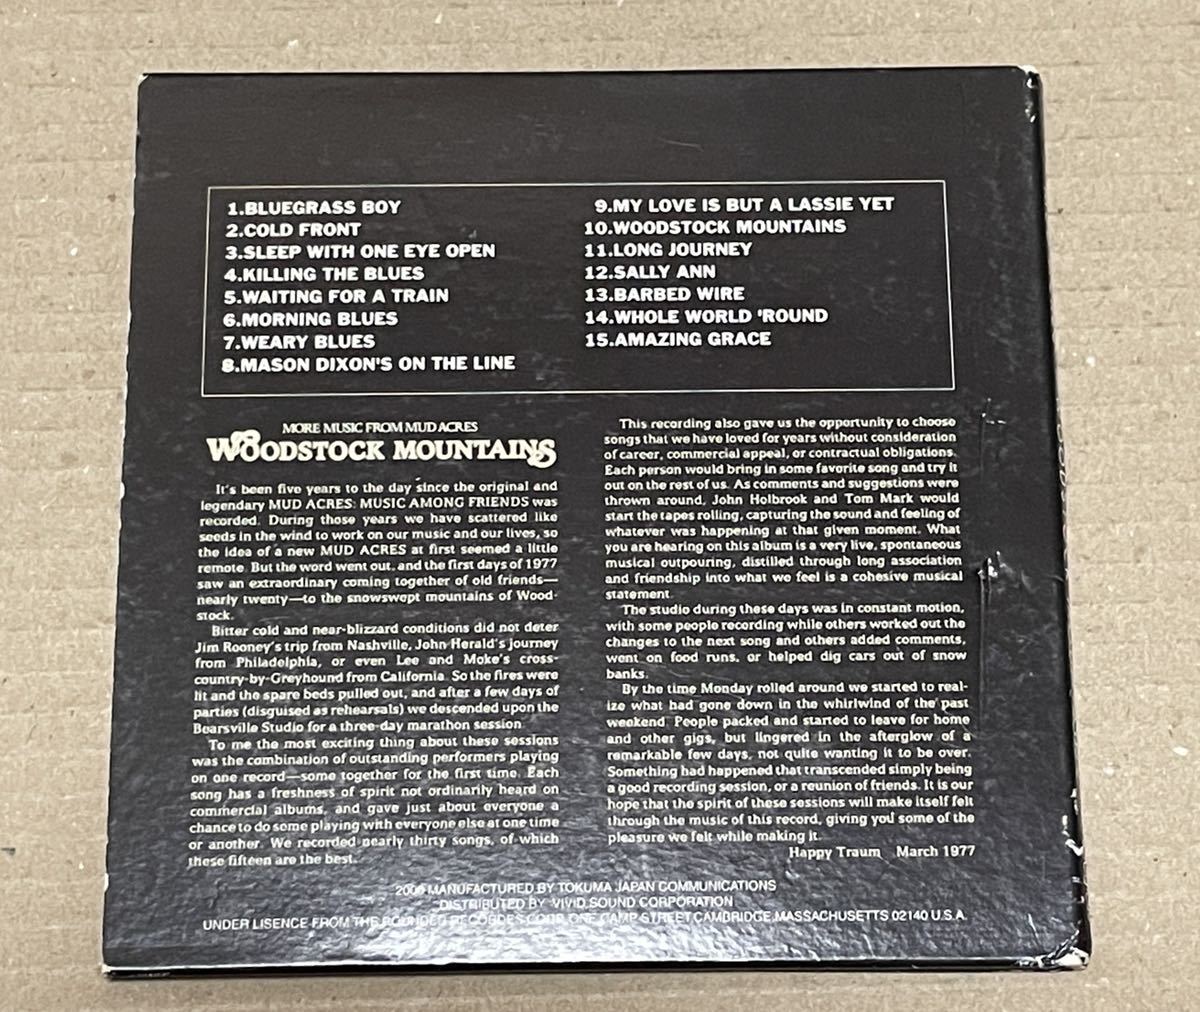 1.BLUEGRASS BOY
2.COLD FRONT
3.SLEEP WITH ONE EYE OPEN
4.KILLING THE BLUES
5.WAITING FOR A TRAIN
6.MORNING BLUES
7.WEARY BLUES
8.MASON DIXON'S ON THE LINE
9.MY LOVE IS BUT A LASSIE YET
10.WOODSTOCK MOUNTAINS
11.LONG JOURNEY
12.SALLY ANN
13.BARBED WIRE
14.WHOLE WORLD 'ROUND
15.AMAZING GRACE
MORE MUSIC FROM MUD ACRES
WOODSTOCK MOUNTAINS
It's been five years to the day since the original and
legendary MUD ACRES: MUSIC AMONG FRIENDS was
recorded. During those years we have scattered like
seeds in the wind to work on our music and our lives, so
the idea of a new MUD ACRES at first seemed a little
remote. But the word went out, and the first days of 1977
saw an extraordinary coming together of old friends—
nearly twenty—to the snowswept mountains of Wood-
stock.
Bitter cold and near-blizzard conditions did not deter
Jim Rooney's trip from Nashville, John Herald's journey
from Philadelphia, or even Lee and Moke's cross-
country-by-Greyhound from California. So the fires were
lit and the spare beds pulled out, and after a few days of
parties (disguised as rehearsals) we descended upon the
Bearsville Studio for a three-day marathon session.
To me the most exciting thing about these sessions
was the combination of outstanding performers playing
on one record—some together for the first time. Each
song has a freshness of spirit not ordinarily heard on
commercial albums, and gave just about everyone a
chance to do some playing with everyone else at one time
or another. We recorded nearly thirty songs, of which
these fifteen are the best.
This recording also gave us the opportunity to choose
songs that we have loved for years without consideration
of career, commercial appeal, or contractual obligations.
Each person would bring in some favorite song and try it
out on the rest of us. As comments and suggestions were
thrown around, John Holbrook and Tom Mark would
start the tapes rolling, capturing the sound and feeling of
whatever was happening at that given moment. What
you are hearing on this album is a very live, spontaneous
musical outpouring, distilled through long association
and friendship into what we feel is a cohesive musical
statement.
The studio during these days was in constant motion,
with some people recording while others worked out the
changes to the next song and others added comments,
went on food runs, or helped dig cars out of snow
banks.
By the time Monday rolled around we started to real-
ize what had gone down in the whirlwind of the past
weekend. People packed and started to leave for home
and other gigs, but lingered in the afterglow of a
remarkable few days, not quite wanting it to be over.
Something had happened that transcended simply being
a good recording session, or a reunion of friends. It is our
hope that the spirit of these sessions will make itself felt
through the music of this record, giving you some of the
pleasure we felt while making it.
Happy Traum March 1977
2000 MANUFACTURED BY TOKUMA JAPAN COMMUNICATIONS
DISTRIBUTED BY VIVID SOUND CORPORATION
UNDER LISENCE FROM THE ROUNDED RECORDES CORP. ONE CAMP STREET, CAMBRIDGE, MASSACHUSETTS 02140 U.S.A.